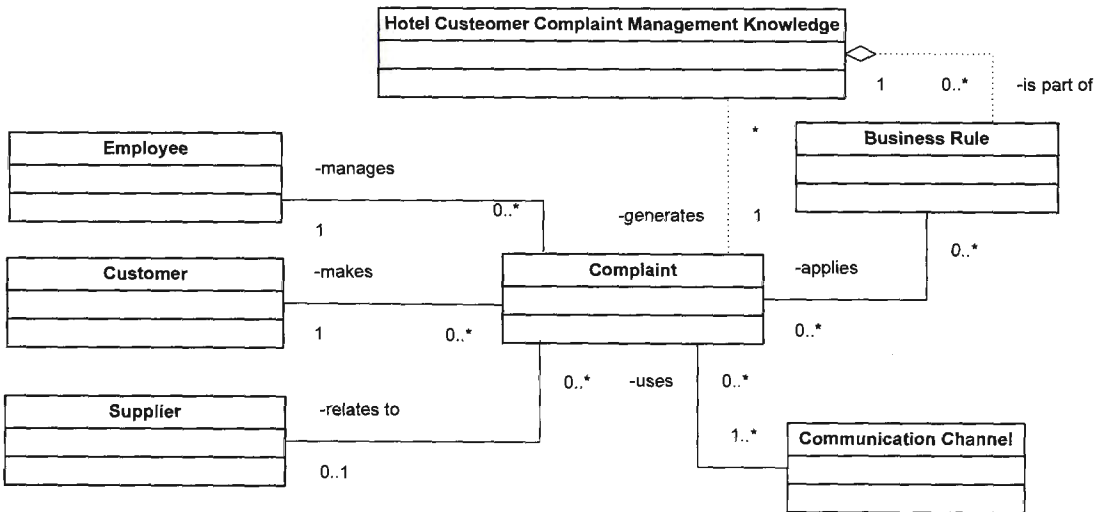 Hotel Custeomer Complaint Management Knowledge
1
0..*
-is part of
*
Business Rule
Employee
-manages
0..*
1
-generates
1
0..*
Customer
-makes
Complaint
-applies
1
0..*
0..*
Supplier
-relates to
0..*
-uses
0..*
0..1
1..*
Communication Channel